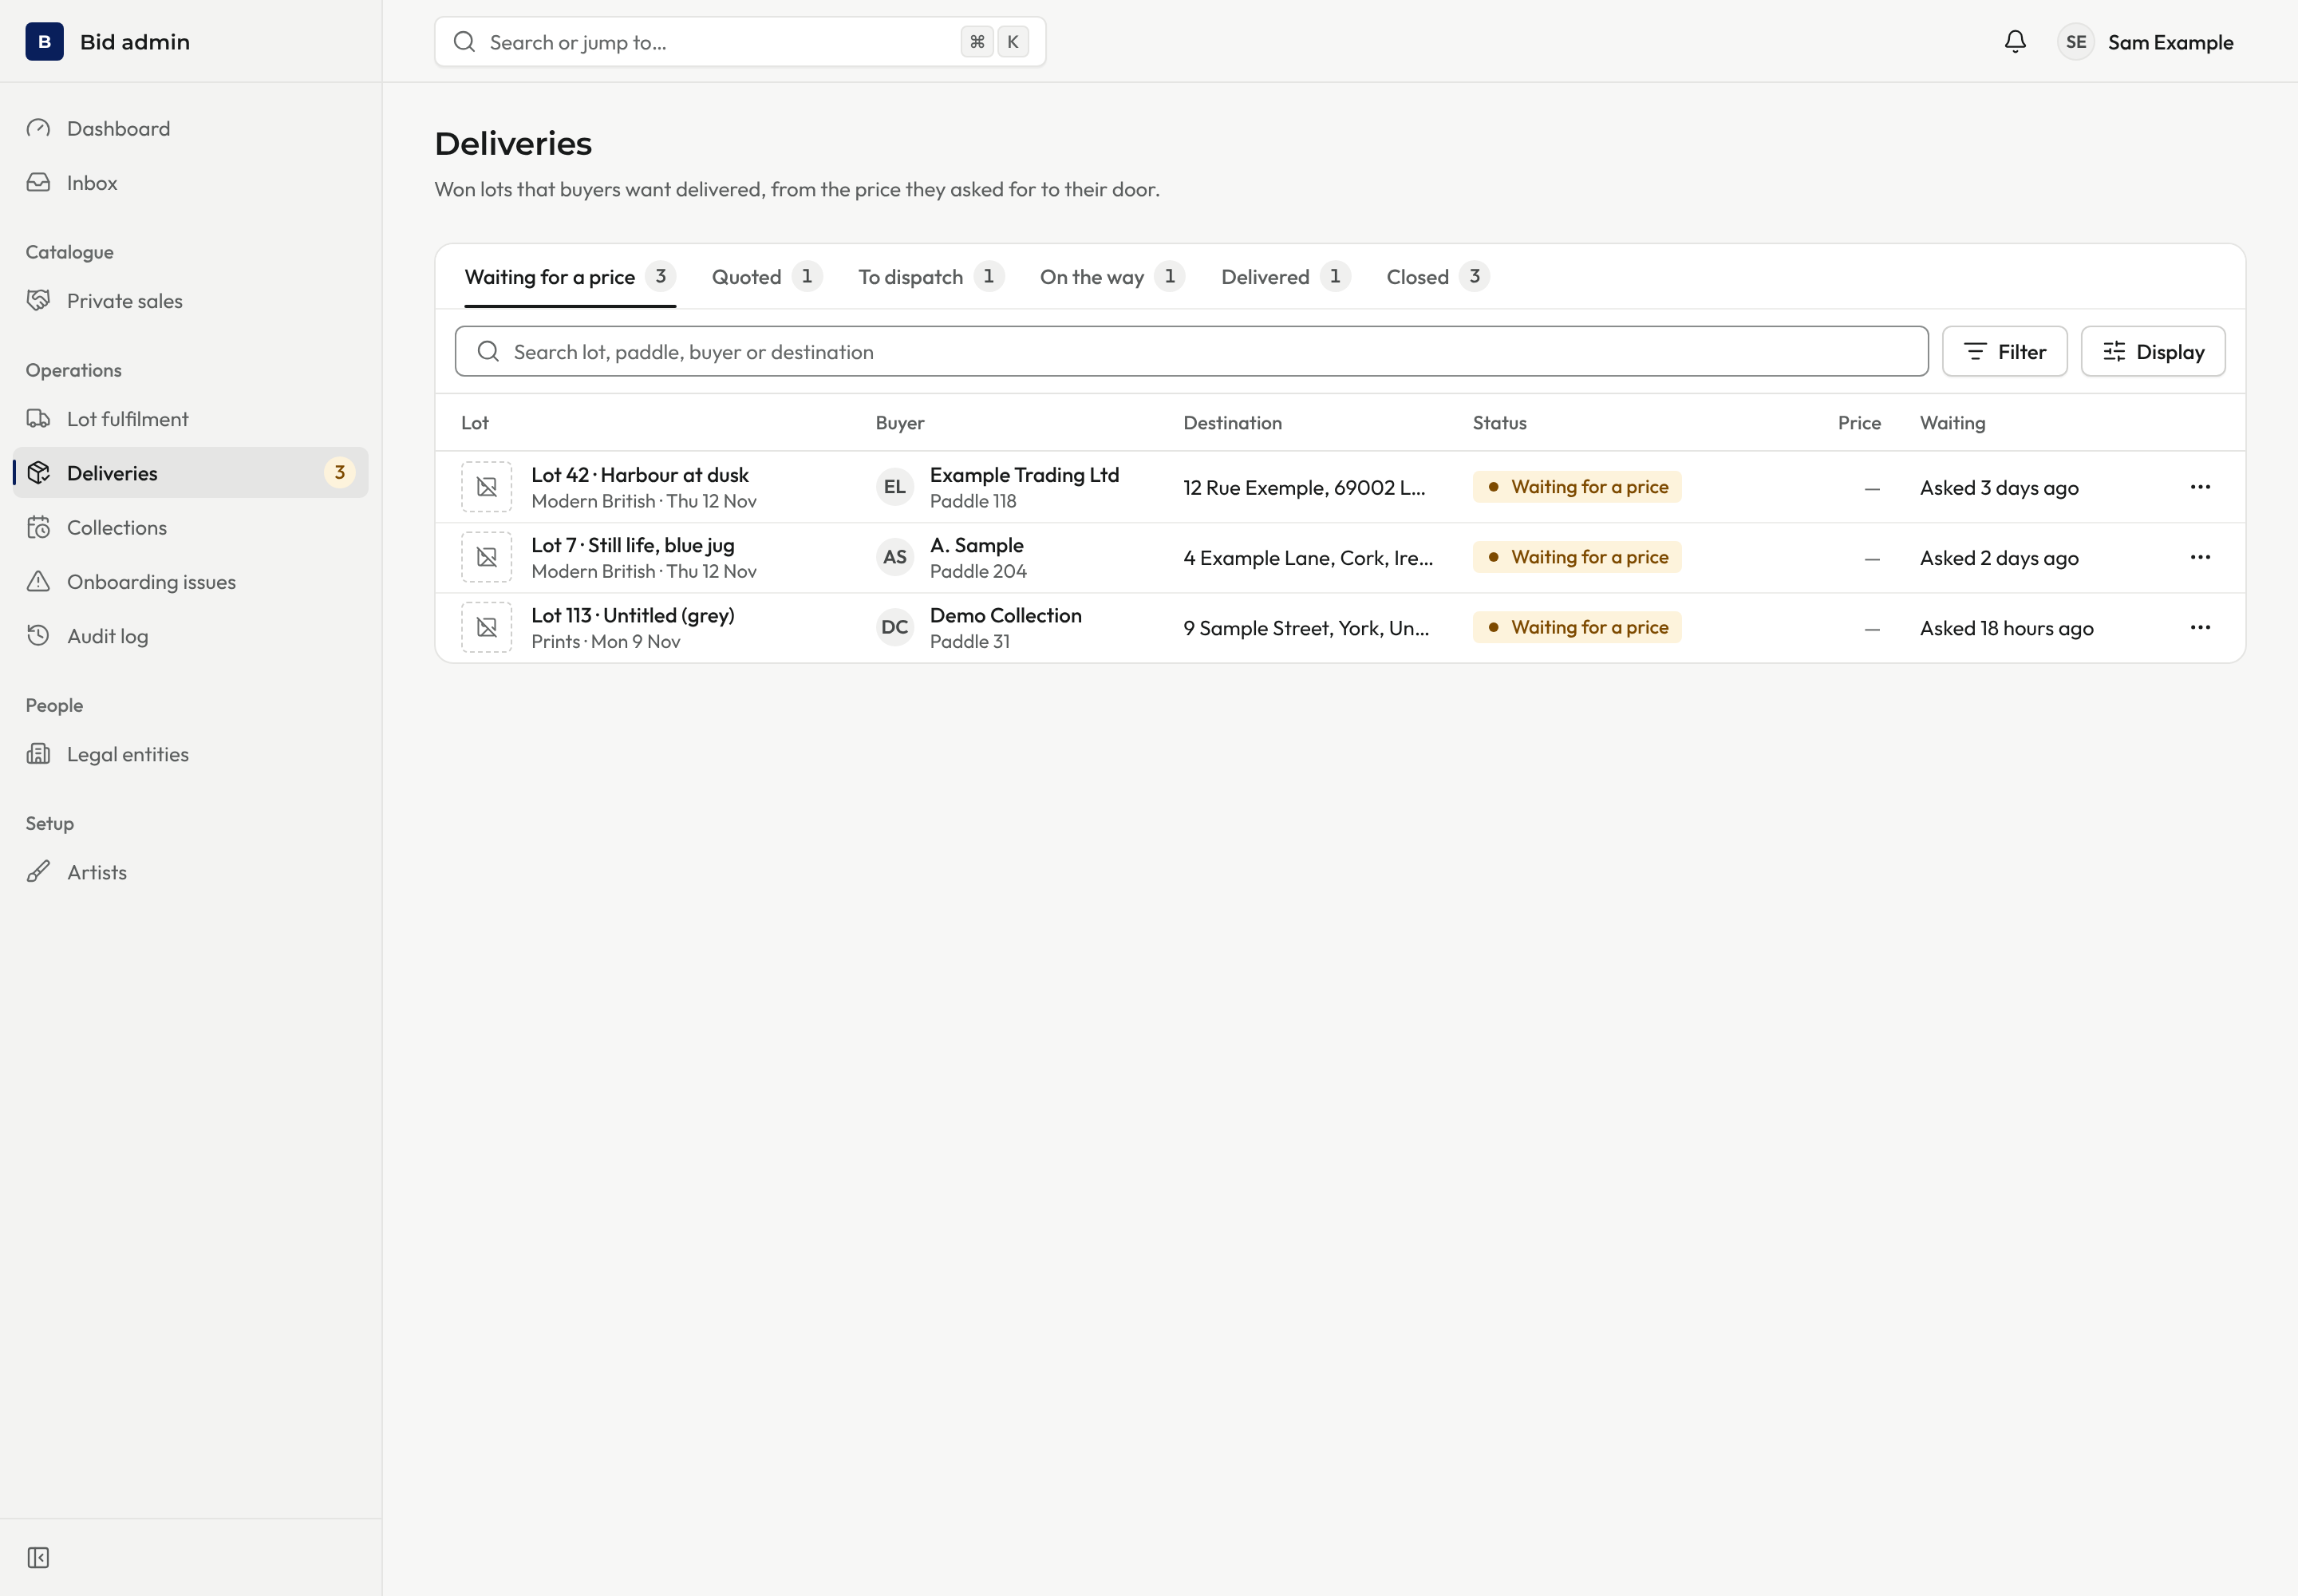 B Bid admin
Search or jump to...
⌘ K
SE Sam Example
Dashboard
Inbox
Catalogue
Private sales
Operations
Lot fulfilment
Deliveries 3
Collections
Onboarding issues
Audit log
People
Legal entities
Setup
Artists
Deliveries
Won lots that buyers want delivered, from the price they asked for to their door.
Waiting for a price 3 Quoted 1 To dispatch 1 On the way 1 Delivered 1 Closed 3
Search lot, paddle, buyer or destination
Filter
Display
Lot Buyer Destination Status Price Waiting
Lot 42 · Harbour at dusk
Modern British · Thu 12 Nov
EL Example Trading Ltd
Paddle 118
12 Rue Exemple, 69002 L...
Waiting for a price
—
Asked 3 days ago
Lot 7 · Still life, blue jug
Modern British · Thu 12 Nov
AS A. Sample
Paddle 204
4 Example Lane, Cork, Ire...
Waiting for a price
—
Asked 2 days ago
Lot 113 · Untitled (grey)
Prints · Mon 9 Nov
DC Demo Collection
Paddle 31
9 Sample Street, York, Un...
Waiting for a price
—
Asked 18 hours ago